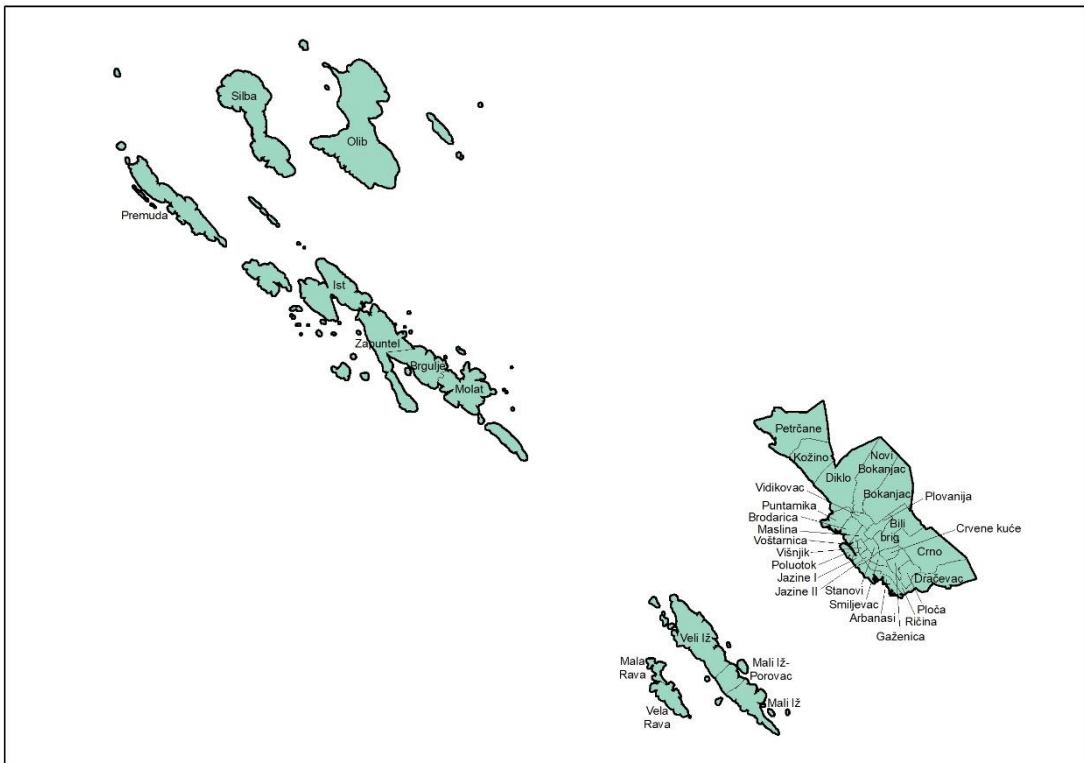 Silba
Olib
Premuda
Ist
Zapuntel
Brgulje
Molat
Petrčane
Kožino
Diklo
Novi
Bokanjac
Bokanjac
Vidikovac
Plovanija
Puntamika
Brodarica
Bili
brig
Maslina
Crvene kuće
Voštarnica
Višnjik
Crno
Poluotok
Jazine I
Dračevac
Jazine II
Stanovi
Smiljevac
Ploča
Arbanasi
Ričina
Gaženica
Veli Iž
Mala
Rava
Mali Iž-
Porovac
Mali Iž
Vela
Rava